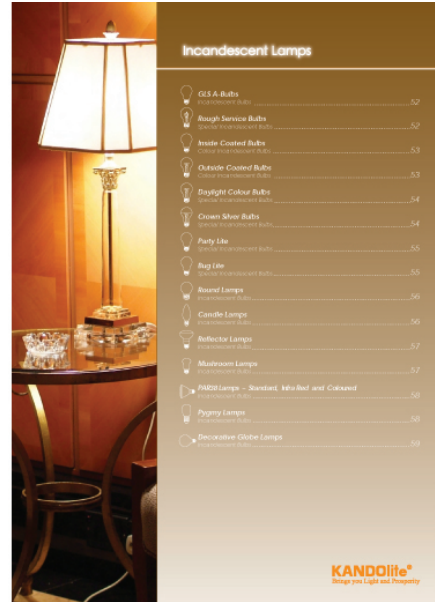 Incandescent Lamps
GLS A-Bulbs
Incandescent Bulbs 52
Rough Service Bulbs
Special Incandescent Bulbs 52
Inside Coated Bulbs
Colour Incandescent Bulbs 53
Outside Coated Bulbs
Colour Incandescent Bulbs 53
Daylight Colour Bulbs
Special Incandescent Bulbs 54
Crown Silver Bulbs
Special Incandescent Bulbs 54
Party Lite
Special Incandescent Bulbs 55
Bug Lite
Special Incandescent Bulbs 55
Round Lamps
Incandescent Bulbs 56
Candle Lamps
Incandescent Bulbs 56
Reflector Lamps
Incandescent Bulbs 57
Mushroom Lamps
Incandescent Bulbs 57
PAR38 Lamps – Standard, Infra Red and Coloured
Incandescent Bulbs 58
Pygmy Lamps
Incandescent Bulbs 58
Decorative Globe Lamps
Incandescent Bulbs
KANDOlite®
Brings you Light and Prosperity